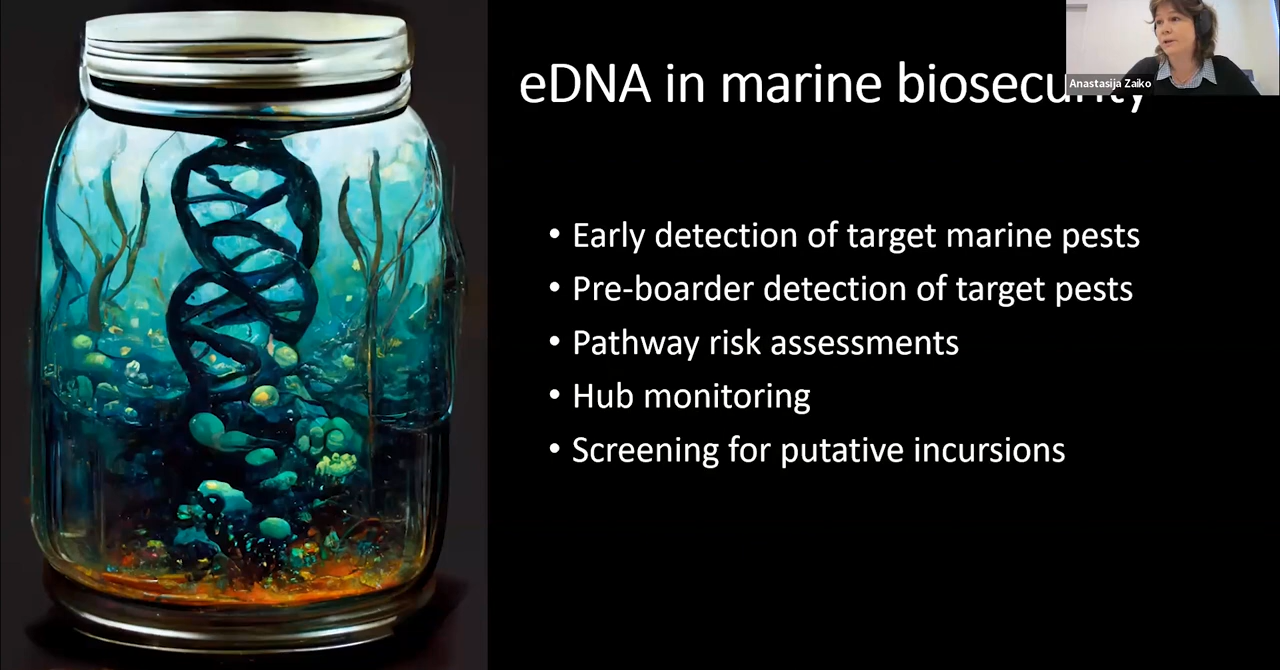 eDNA in marine biosecurity
Anastasija Zaiko
• Early detection of target marine pests
• Pre-boarder detection of target pests
• Pathway risk assessments
• Hub monitoring
• Screening for putative incursions